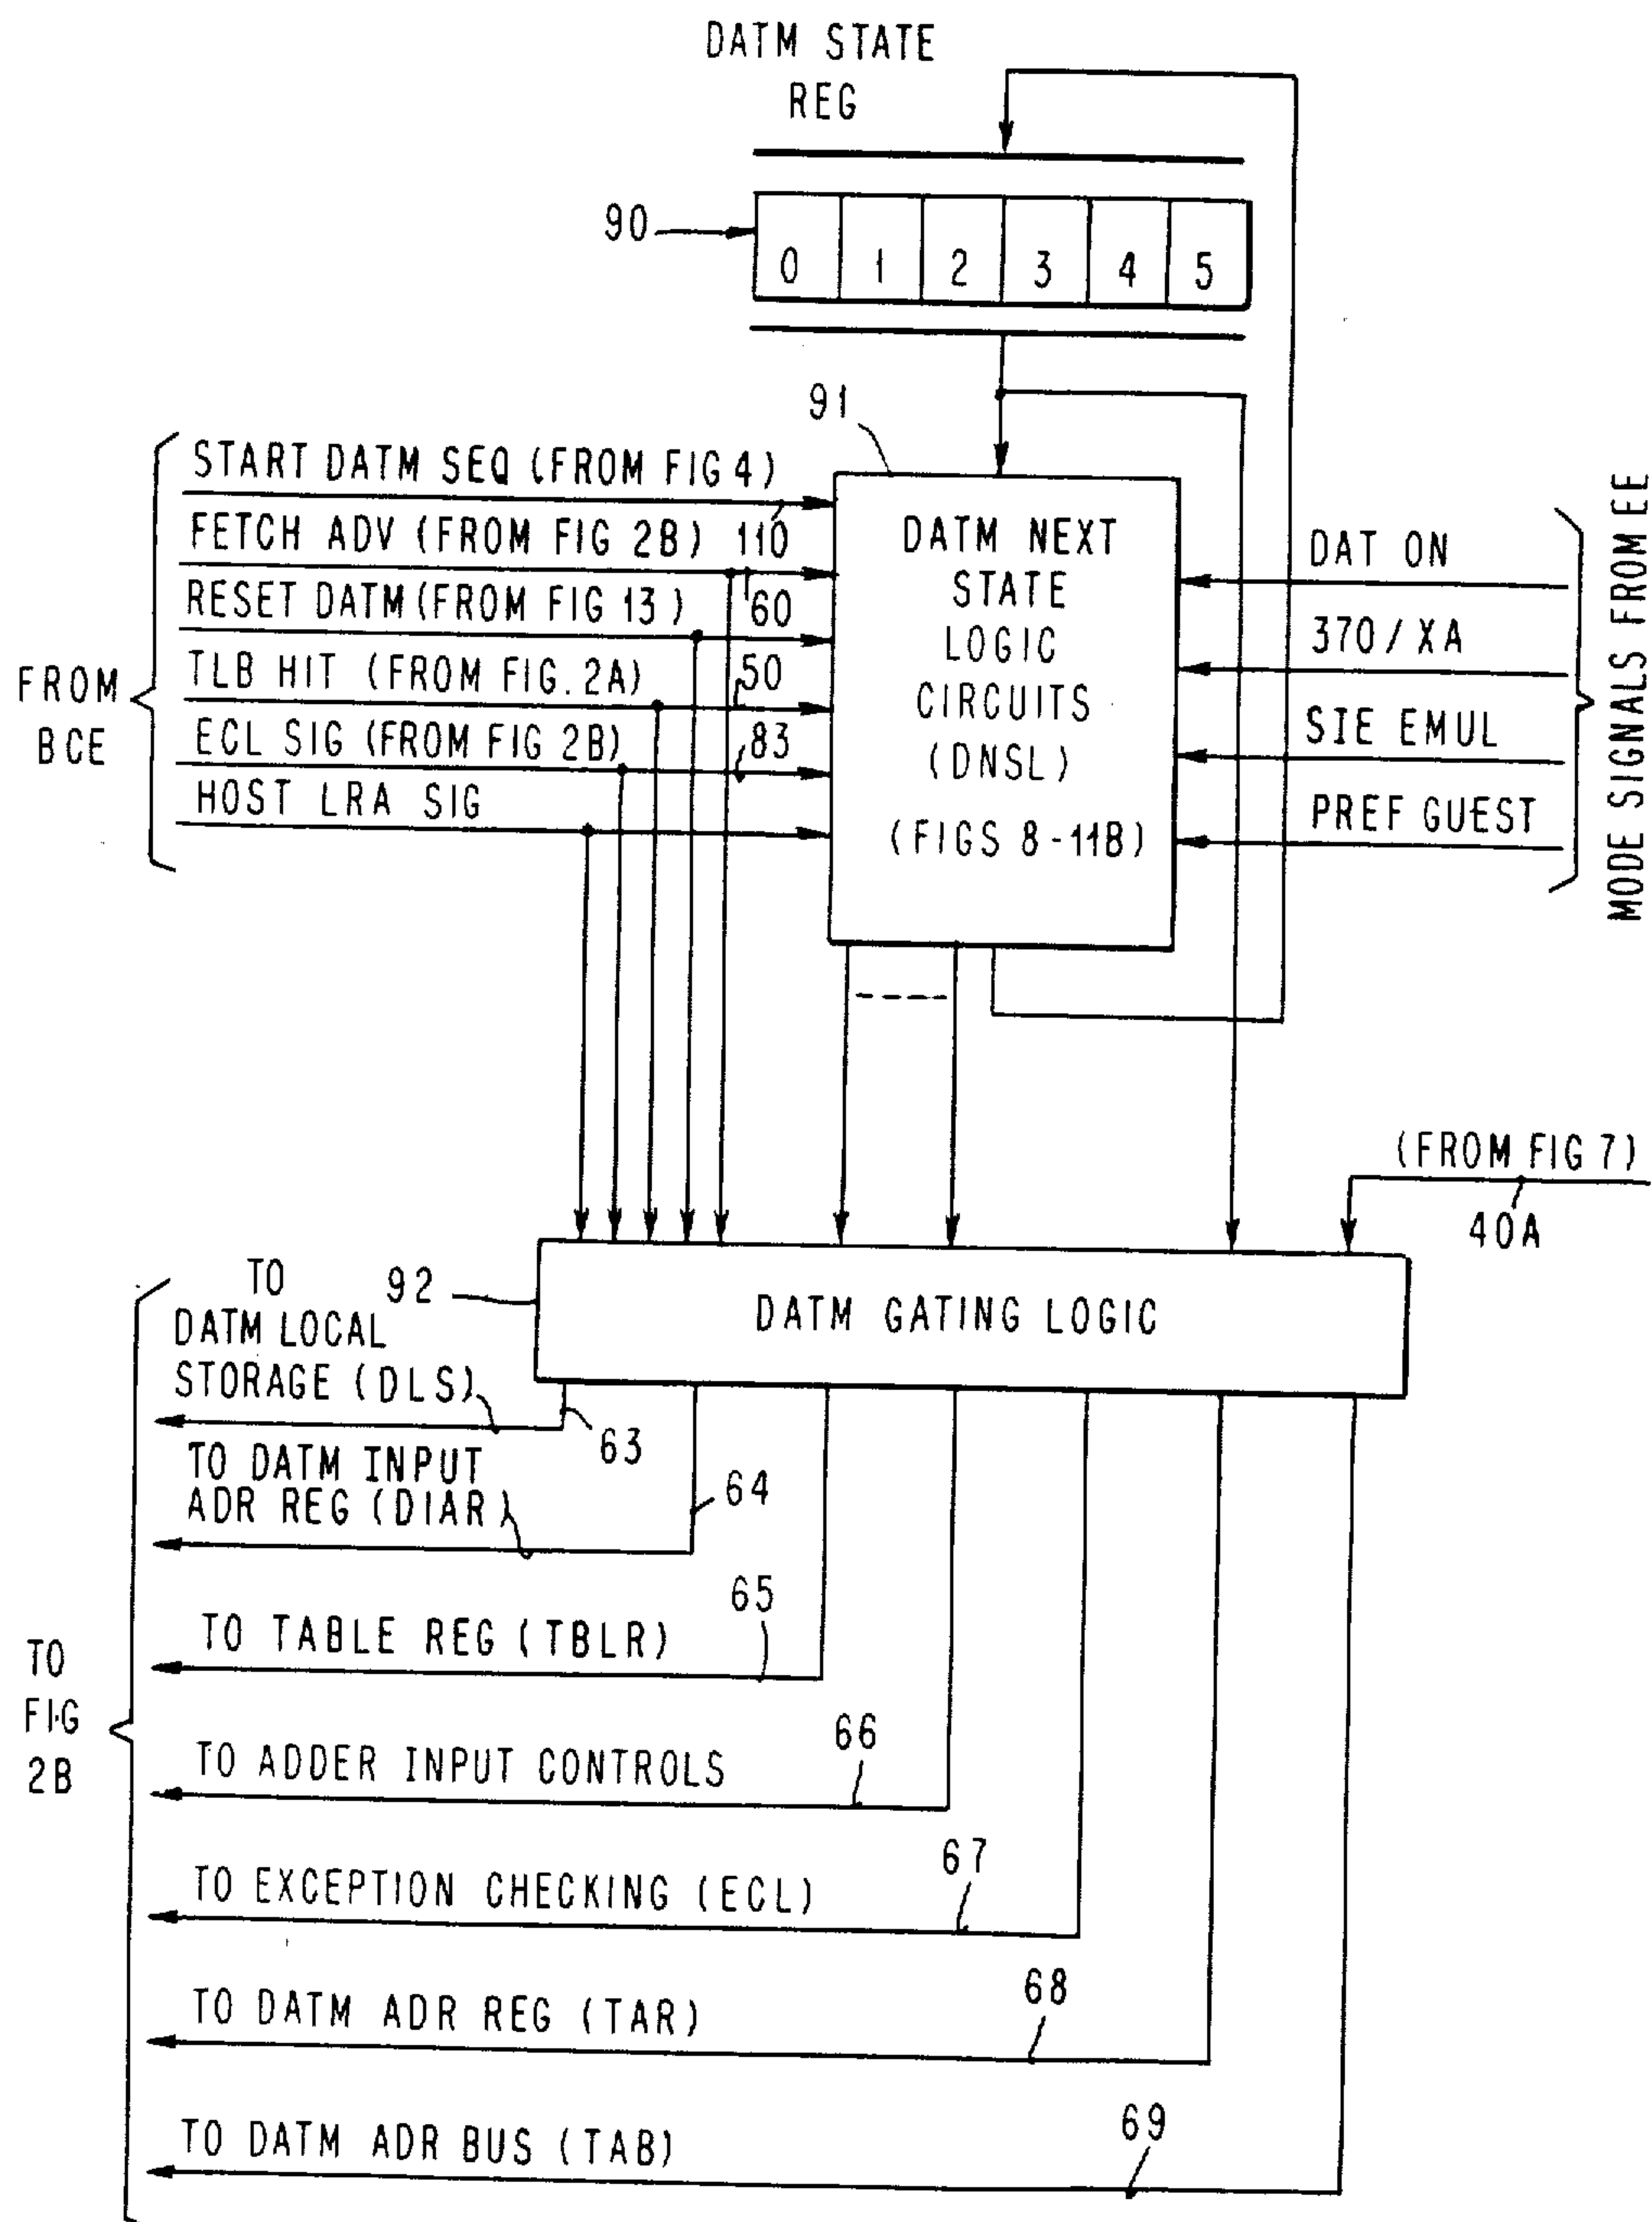 DATM STATE
REG
90
0 1 2 3 4 5
91
START DATM SEQ (FROM FIG 4)
110
FETCH ADV (FROM FIG 2B)
60
RESET DATM (FROM FIG 13)
TLB HIT (FROM FIG. 2A)
50
ECL SIG (FROM FIG 2B)
83
HOST LRA SIG
FROM
BCE
DATM NEXT
STATE
LOGIC
CIRCUITS
(DNSL)
(FIGS 8-11B)
DAT ON
370/XA
SIE EMUL
PREF GUEST
MODE SIGNALS FROM EE
(FROM FIG 7)
40A
92
DATM GATING LOGIC
TO
DATM LOCAL
STORAGE (DLS)
63
TO DATM INPUT
ADR REG (DIAR)
64
65
TO TABLE REG (TBLR)
TO
FIG
2B
66
TO ADDER INPUT CONTROLS
67
TO EXCEPTION CHECKING (ECL)
68
TO DATM ADR REG (TAR)
69
TO DATM ADR BUS (TAB)